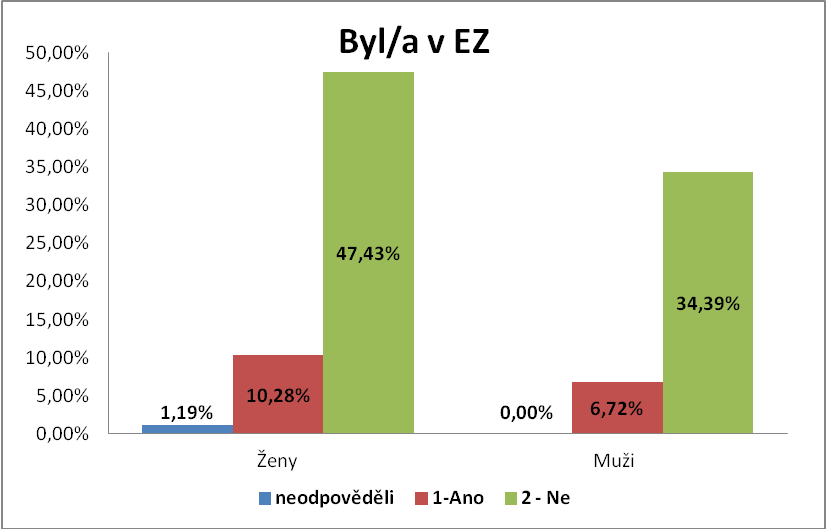 Byl/a v EZ
50,00%
45,00%
40,00%
35,00%
30,00%
25,00%
20,00%
15,00%
10,00%
5,00%
0,00%
1,19%
10,28%
47,43%
0,00%
6,72%
34,39%
Ženy
Muži
neodpověděli
1-Ano
2 - Ne